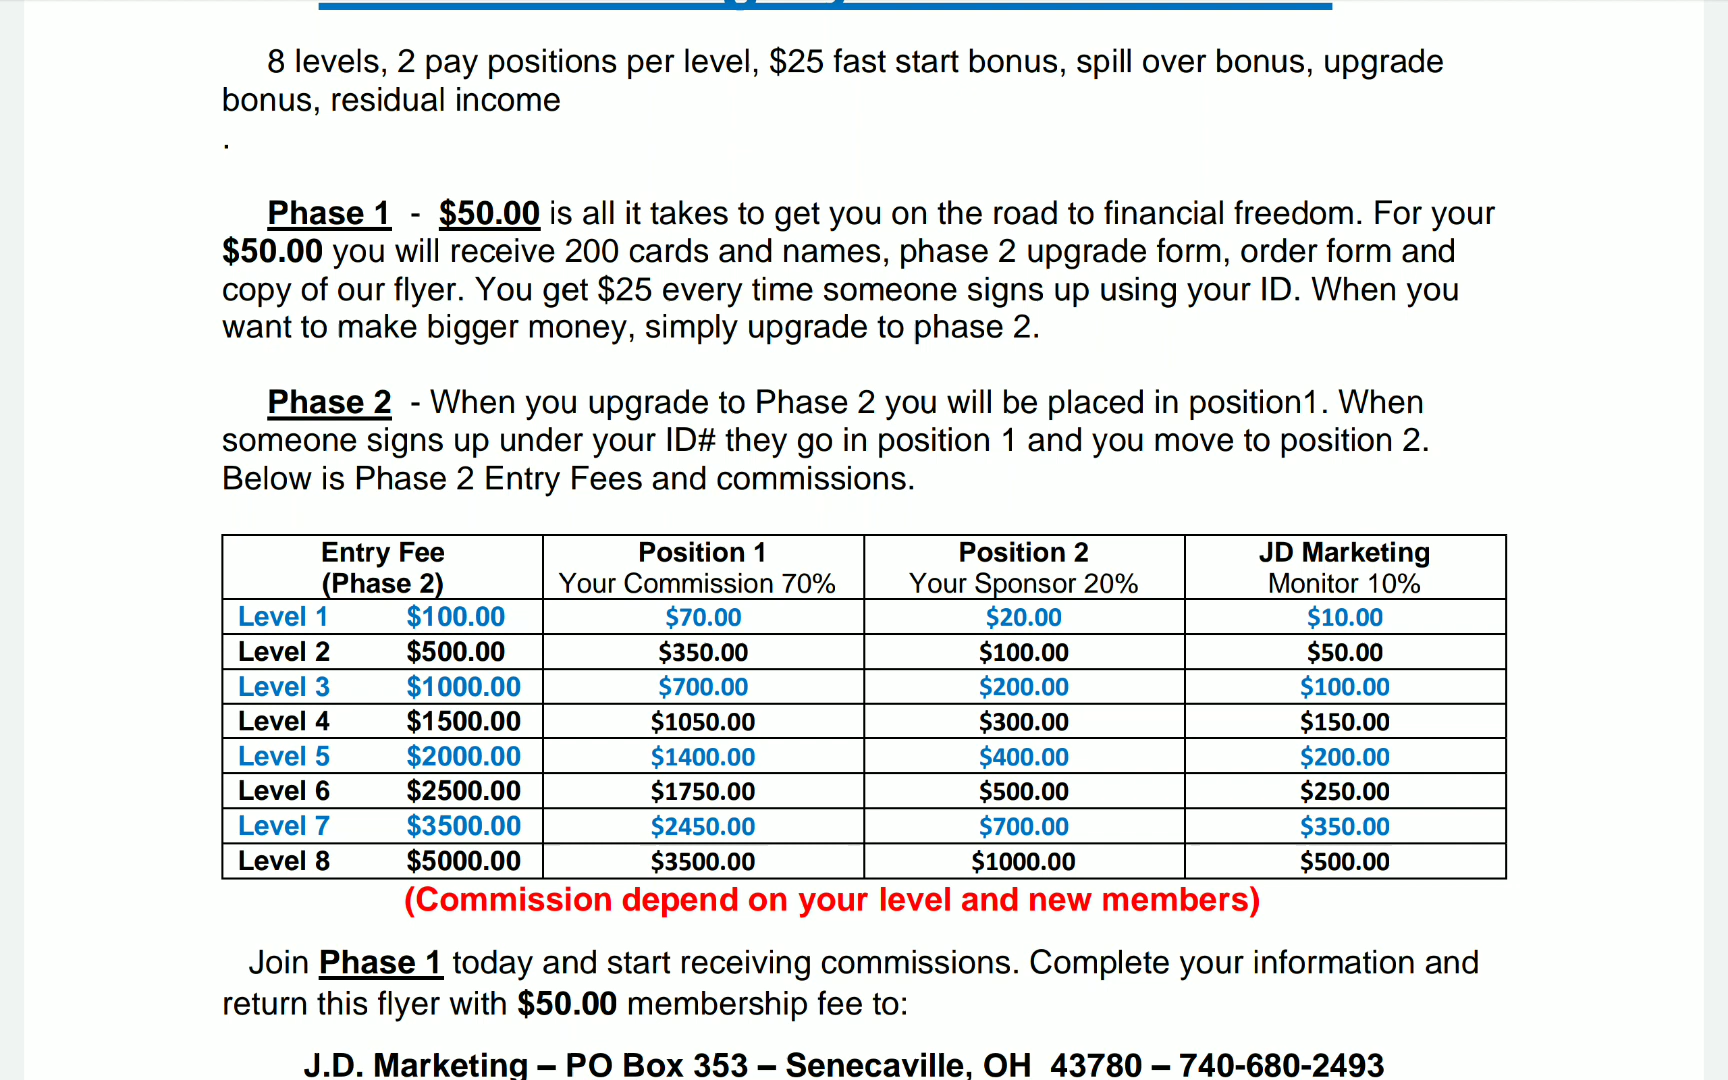 8 levels, 2 pay positions per level, $25 fast start bonus, spill over bonus, upgrade
bonus, residual income
.
Phase 1 - $50.00 is all it takes to get you on the road to financial freedom. For your
$50.00 you will receive 200 cards and names, phase 2 upgrade form, order form and
copy of our flyer. You get $25 every time someone signs up using your ID. When you
want to make bigger money, simply upgrade to phase 2.
Phase 2 - When you upgrade to Phase 2 you will be placed in position1. When
someone signs up under your ID# they go in position 1 and you move to position 2.
Below is Phase 2 Entry Fees and commissions.
Entry Fee Position 1 Position 2 JD Marketing
(Phase 2) Your Commission 70% Your Sponsor 20% Monitor 10%
Level 1 $100.00 $70.00 $20.00 $10.00
Level 2 $500.00 $350.00 $100.00 $50.00
Level 3 $1000.00 $700.00 $200.00 $100.00
Level 4 $1500.00 $1050.00 $300.00 $150.00
Level 5 $2000.00 $1400.00 $400.00 $200.00
Level 6 $2500.00 $1750.00 $500.00 $250.00
Level 7 $3500.00 $2450.00 $700.00 $350.00
Level 8 $5000.00 $3500.00 $1000.00 $500.00
(Commission depend on your level and new members)
Join Phase 1 today and start receiving commissions. Complete your information and
return this flyer with $50.00 membership fee to:
J.D. Marketing – PO Box 353 – Senecaville, OH 43780 – 740-680-2493